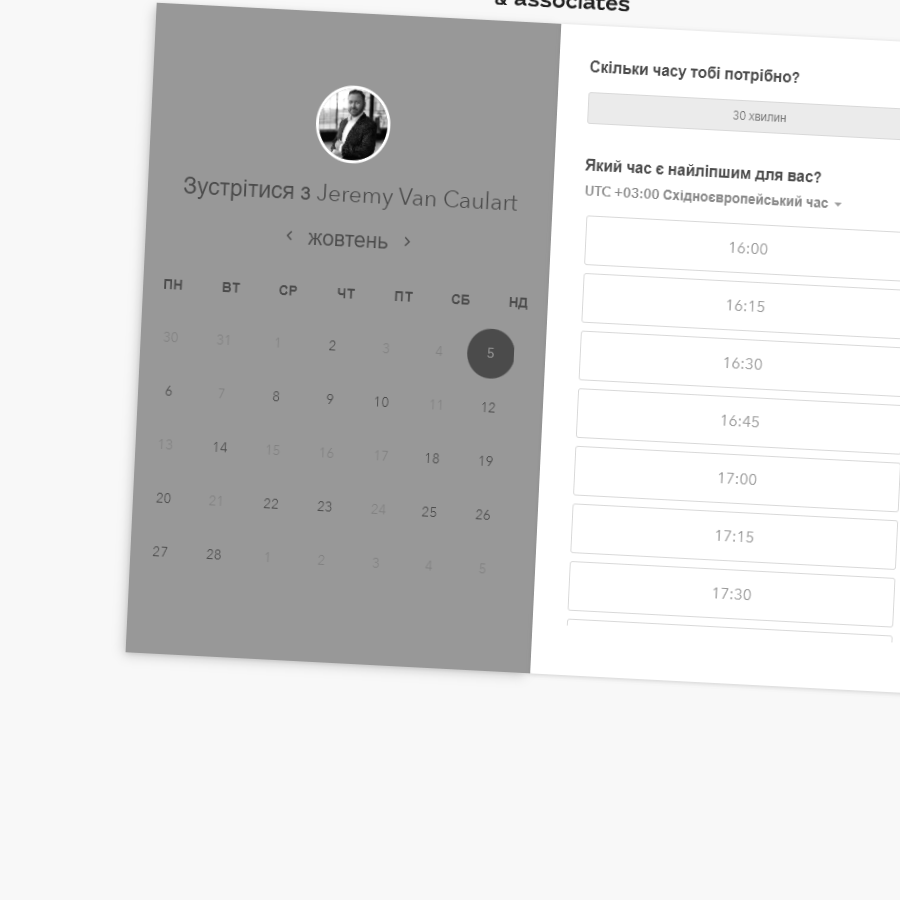 & associates
Зустрітися з Jeremy Van Caulart
жовтень
ПН ВТ СР ЧТ ПТ СБ НД
30 31 1 2 3 4 5
6 7 8 9 10 11 12
13 14 15 16 17 18 19
20 21 22 23 24 25 26
27 28 1 2 3 4 5
Скільки часу тобі потрібно?
30 хвилин
Який час є найліпшим для вас?
UTC +03:00 Східноєвропейський час
16:00
16:15
16:30
16:45
17:00
17:15
17:30